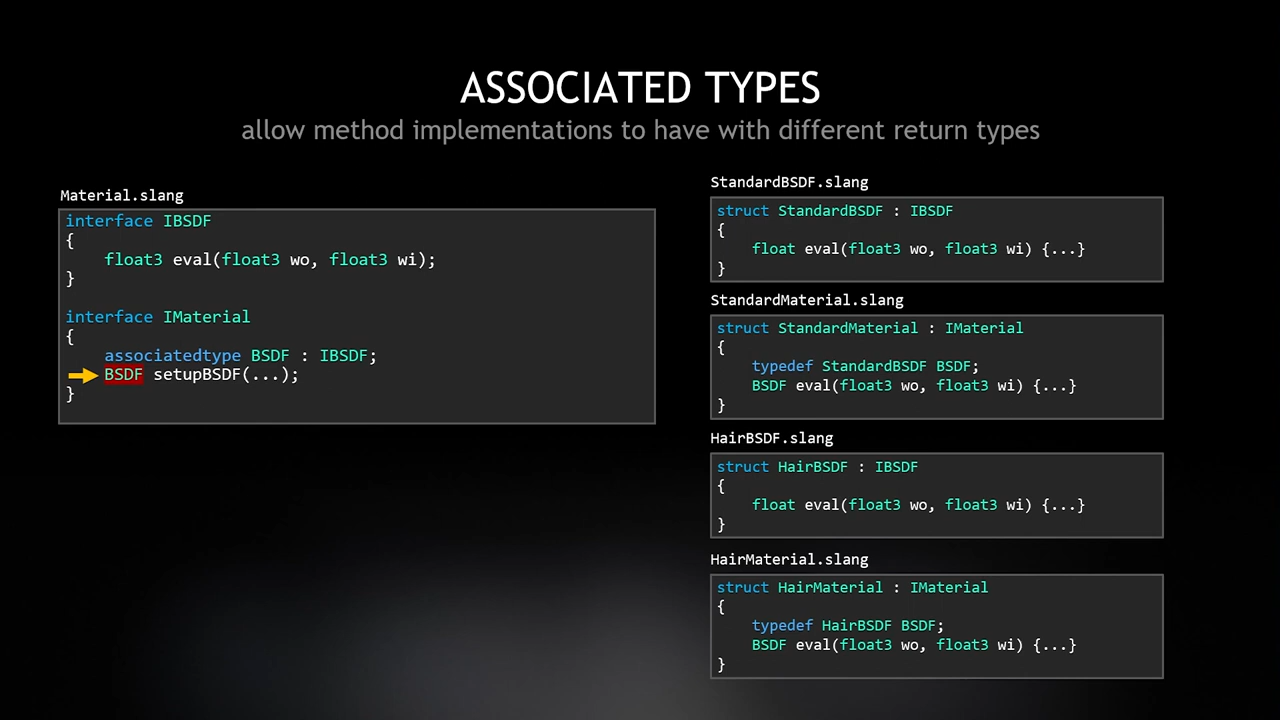 ASSOCIATED TYPES
allow method implementations to have with different return types
Material.slang
interface IBSDF
{
    float3 eval(float3 wo, float3 wi);
}

interface IMaterial
{
    associatedtype BSDF : IBSDF;
    BSDF setupBSDF(...);
}
StandardBSDF.slang
struct StandardBSDF : IBSDF
{
    float eval(float3 wo, float3 wi) {...}
}
StandardMaterial.slang
struct StandardMaterial : IMaterial
{
    typedef StandardBSDF BSDF;
    BSDF eval(float3 wo, float3 wi) {...}
}
HairBSDF.slang
struct HairBSDF : IBSDF
{
    float eval(float3 wo, float3 wi) {...}
}
HairMaterial.slang
struct HairMaterial : IMaterial
{
    typedef HairBSDF BSDF;
    BSDF eval(float3 wo, float3 wi) {...}
}